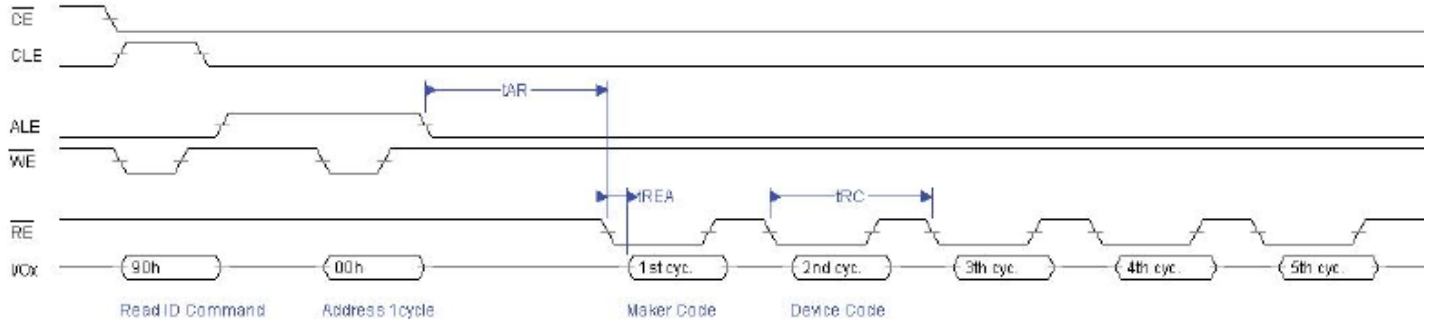 CE
CLE
tAR
ALE
WE
tREA
tRC
RE
I/Ox 90h 00h 1st cyc. 2nd cyc. 3th cyc. 4th cyc. 5th cyc.
Read ID Command Address 1cycle Maker Code Device Code